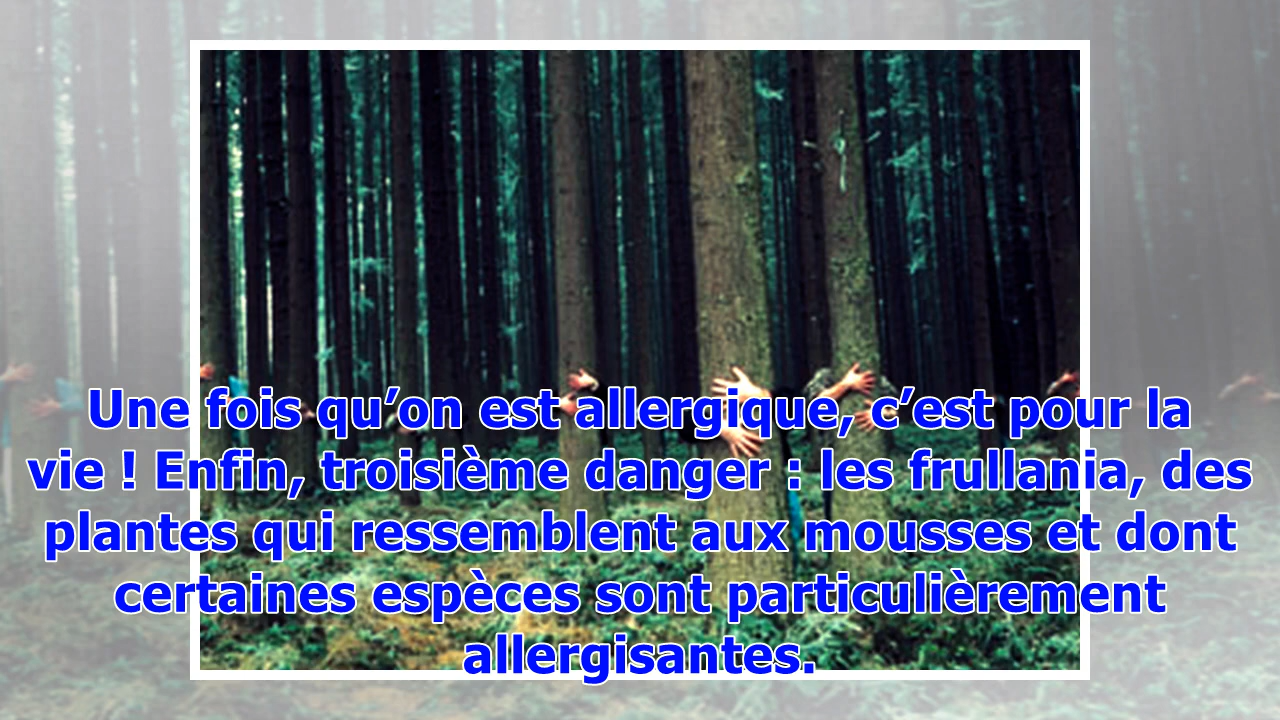 Une fois qu’on est allergique, c’est pour la
vie ! Enfin, troisième danger : les frullania, des
plantes qui ressemblent aux mousses et dont
certaines espèces sont particulièrement
allergisantes.